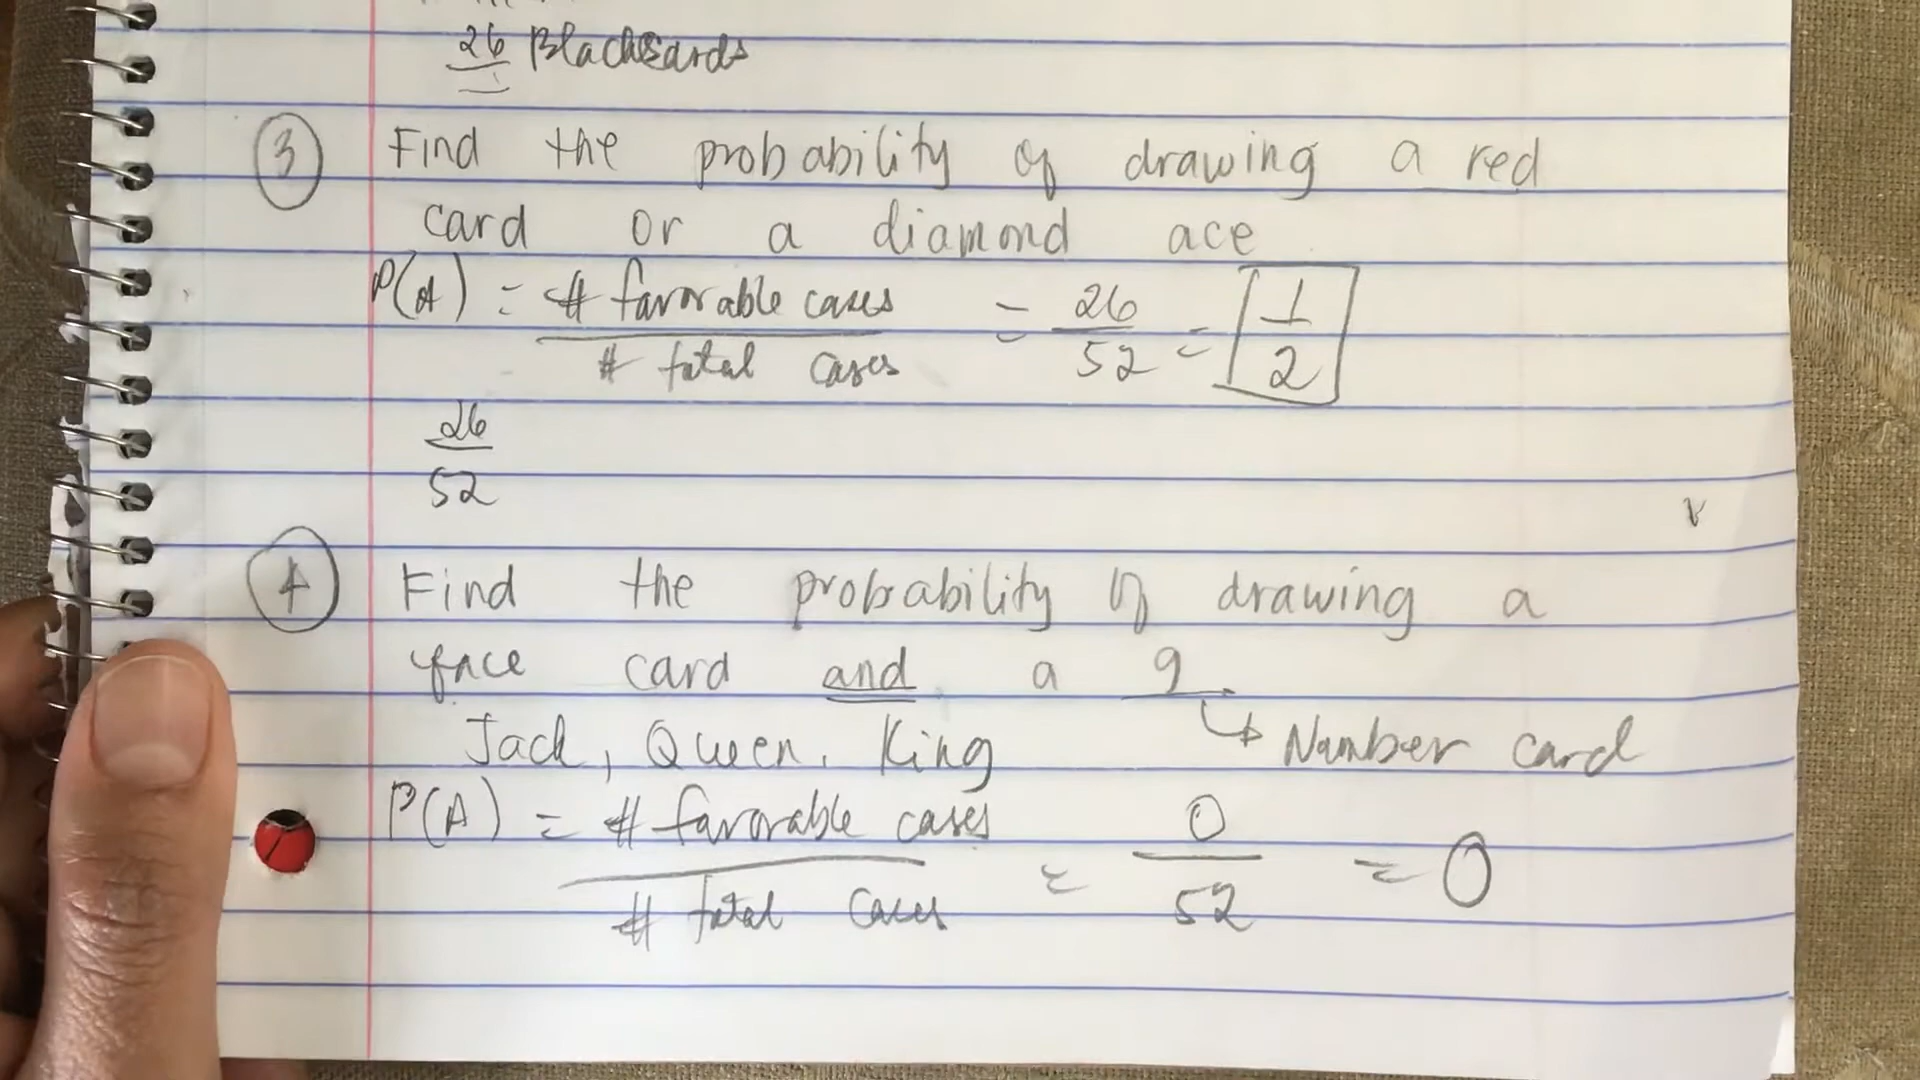 26 Black cards
③ Find the probability of drawing a red
card or a diamond ace
P(A) = # favorable cases / # total cases = 26/52 = 1/2
26/52
④ Find the probability of drawing a
face card and a 9
Jack, Queen, King ↳ Number card
P(A) = # favorable cases / # total cases = 0/52 = 0